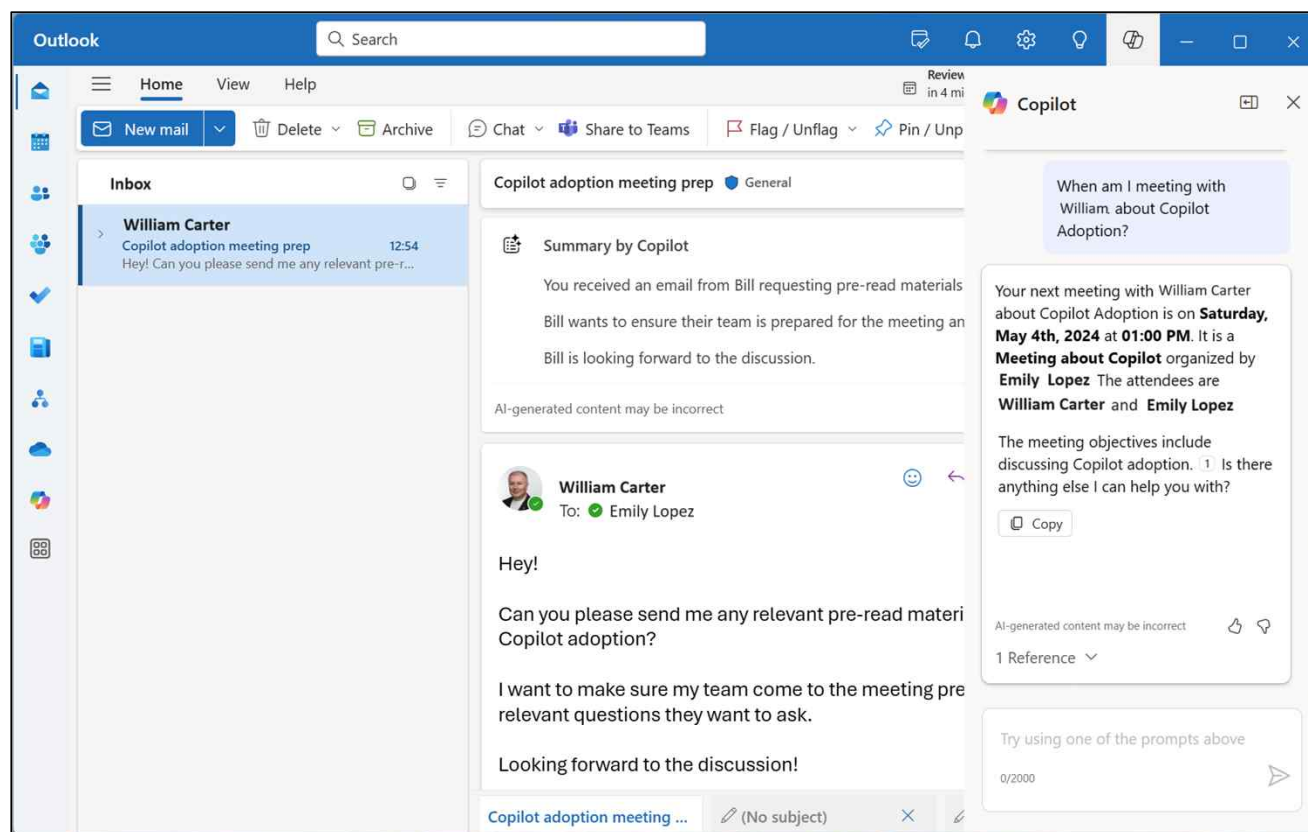 Outlook
Search
Home View Help
Review
in 4 mi
New mail
Delete
Archive
Chat
Share to Teams
Flag / Unflag
Pin / Unp
Inbox
William Carter
Copilot adoption meeting prep 12:54
Hey! Can you please send me any relevant pre-r...
Copilot adoption meeting prep General
Summary by Copilot
You received an email from Bill requesting pre-read materials
Bill wants to ensure their team is prepared for the meeting an
Bill is looking forward to the discussion.
AI-generated content may be incorrect
William Carter
To: Emily Lopez
Hey!
Can you please send me any relevant pre-read materi
Copilot adoption?
I want to make sure my team come to the meeting pre
relevant questions they want to ask.
Looking forward to the discussion!
Copilot adoption meeting ...
(No subject)
Copilot
When am I meeting with
William. about Copilot
Adoption?
Your next meeting with William Carter
about Copilot Adoption is on Saturday,
May 4th, 2024 at 01:00 PM. It is a
Meeting about Copilot organized by
Emily Lopez The attendees are
William Carter and Emily Lopez
The meeting objectives include
discussing Copilot adoption. 1 Is there
anything else I can help you with?
Copy
AI-generated content may be incorrect
1 Reference
Try using one of the prompts above
0/2000